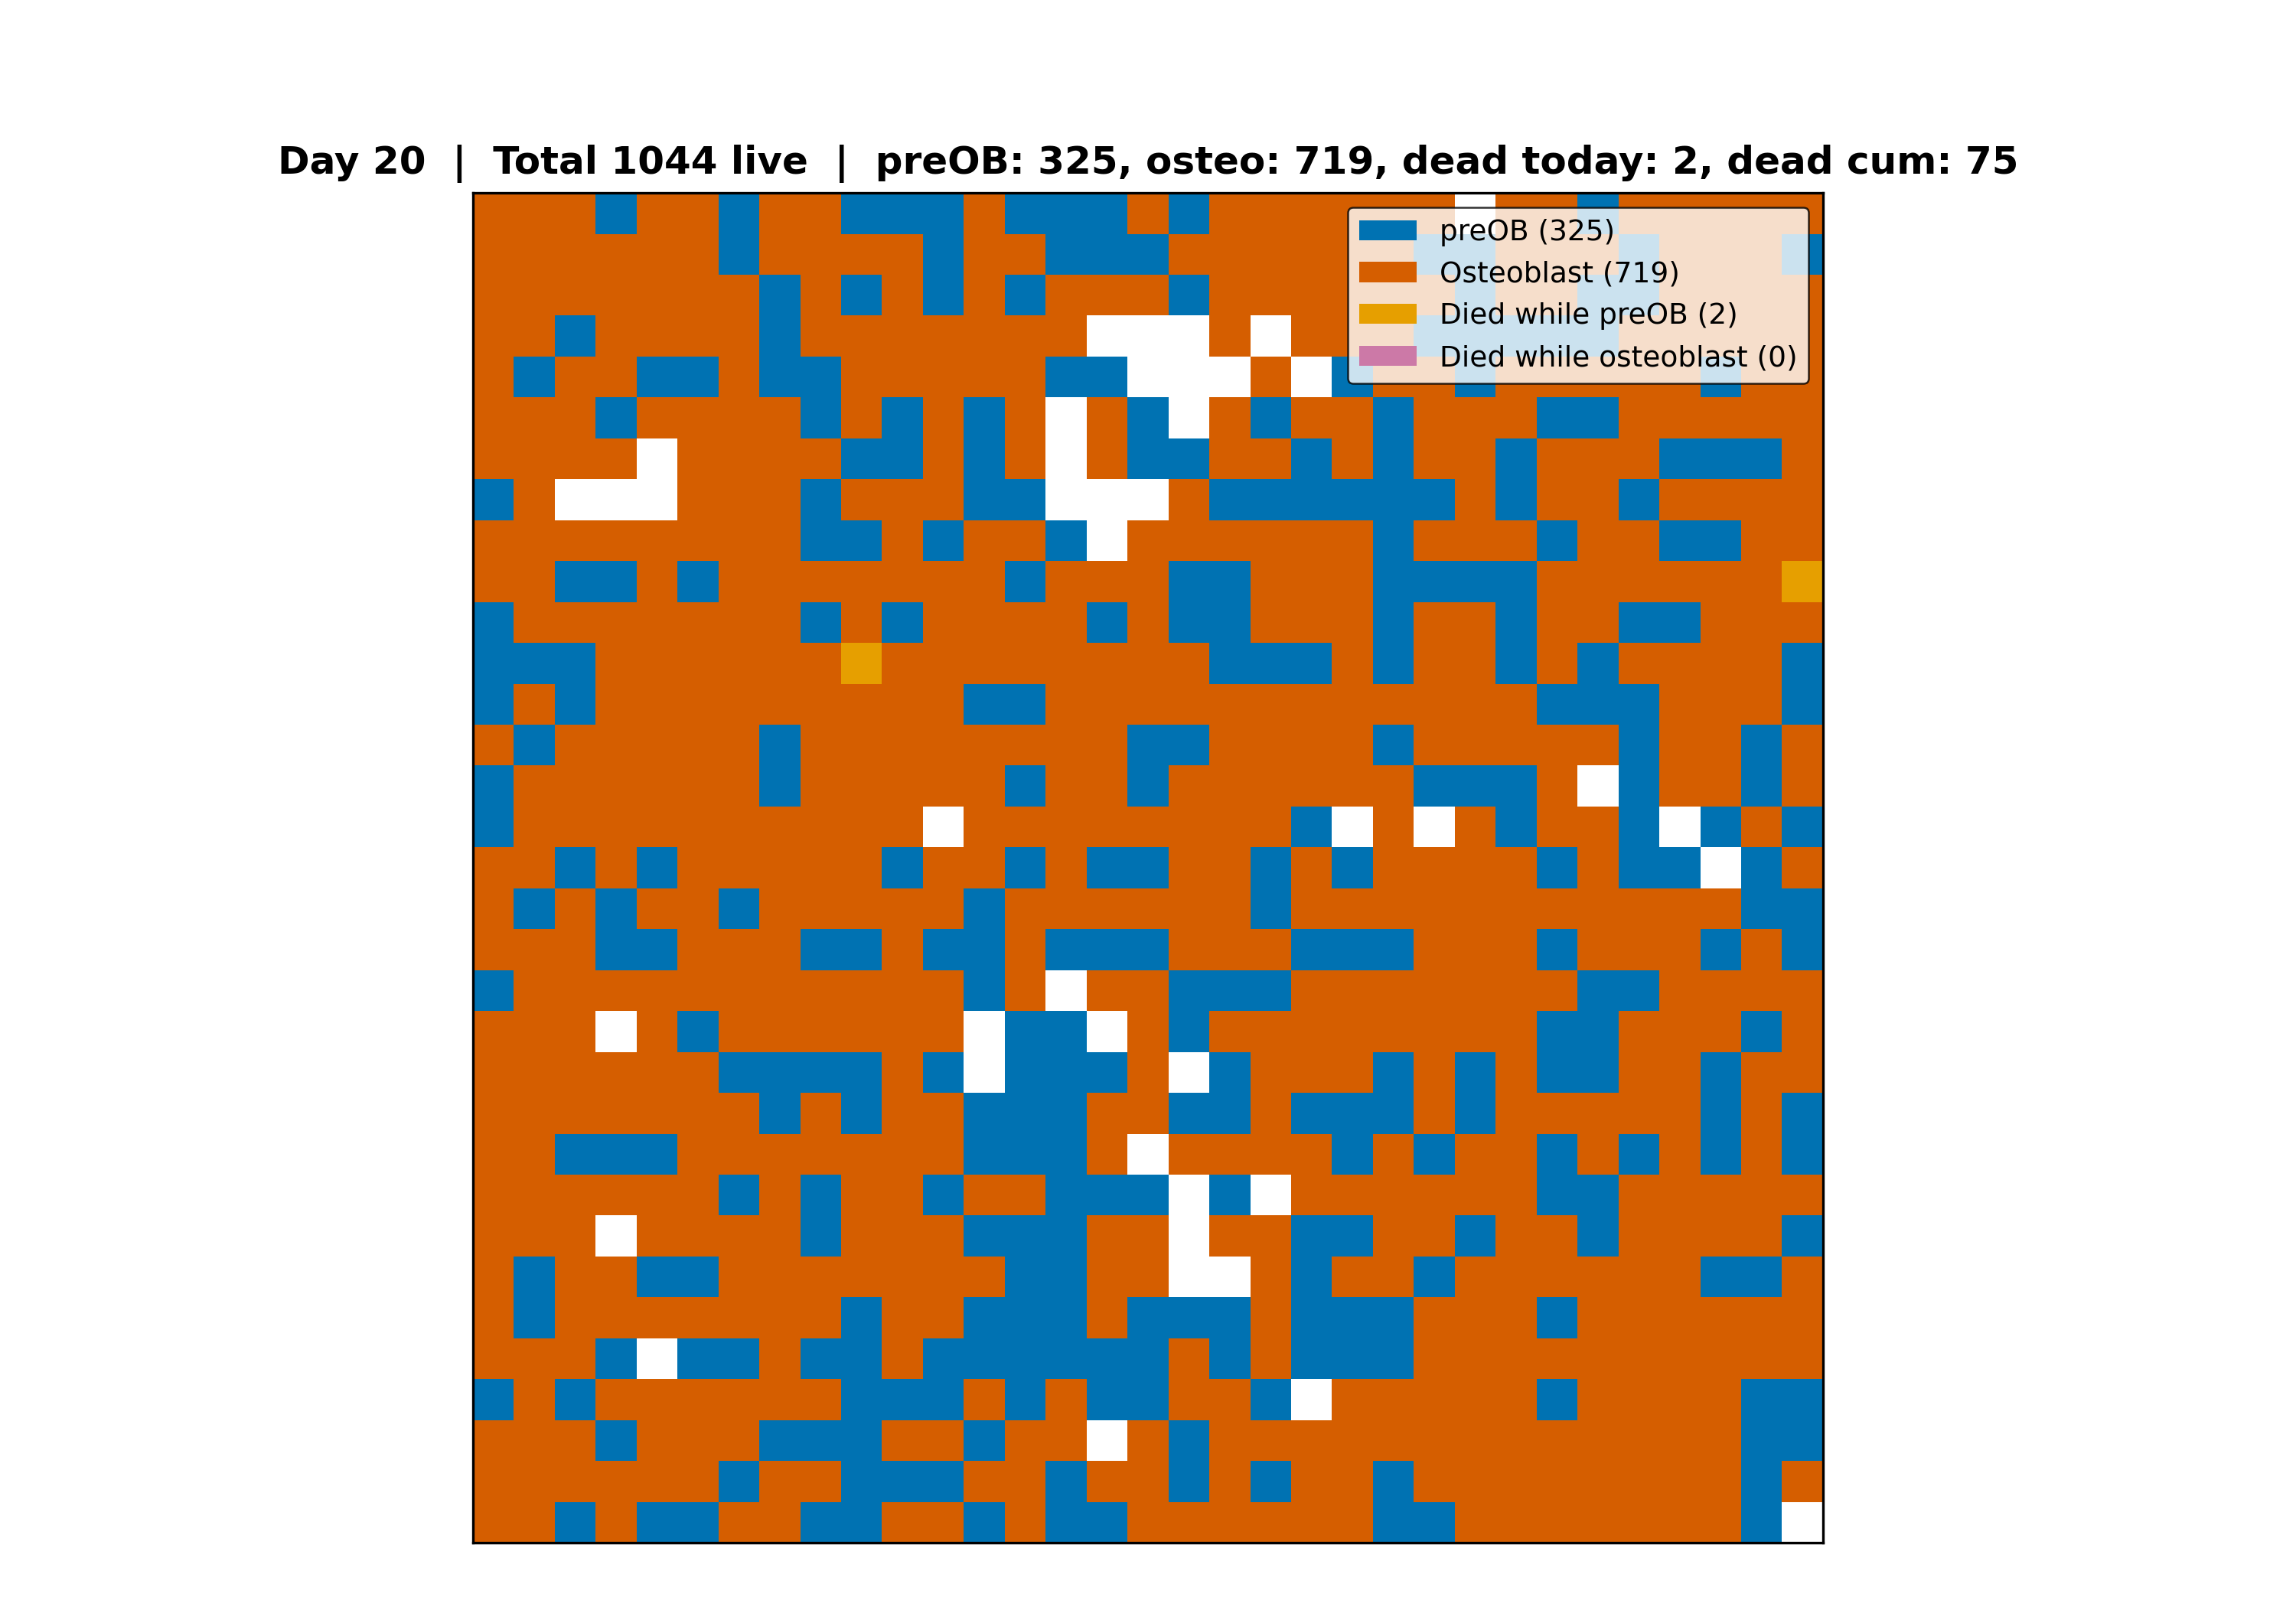 Day 20 | Total 1044 live | preOB: 325, osteo: 719, dead today: 2, dead cum: 75
preOB (325)
Osteoblast (719)
Died while preOB (2)
Died while osteoblast (0)